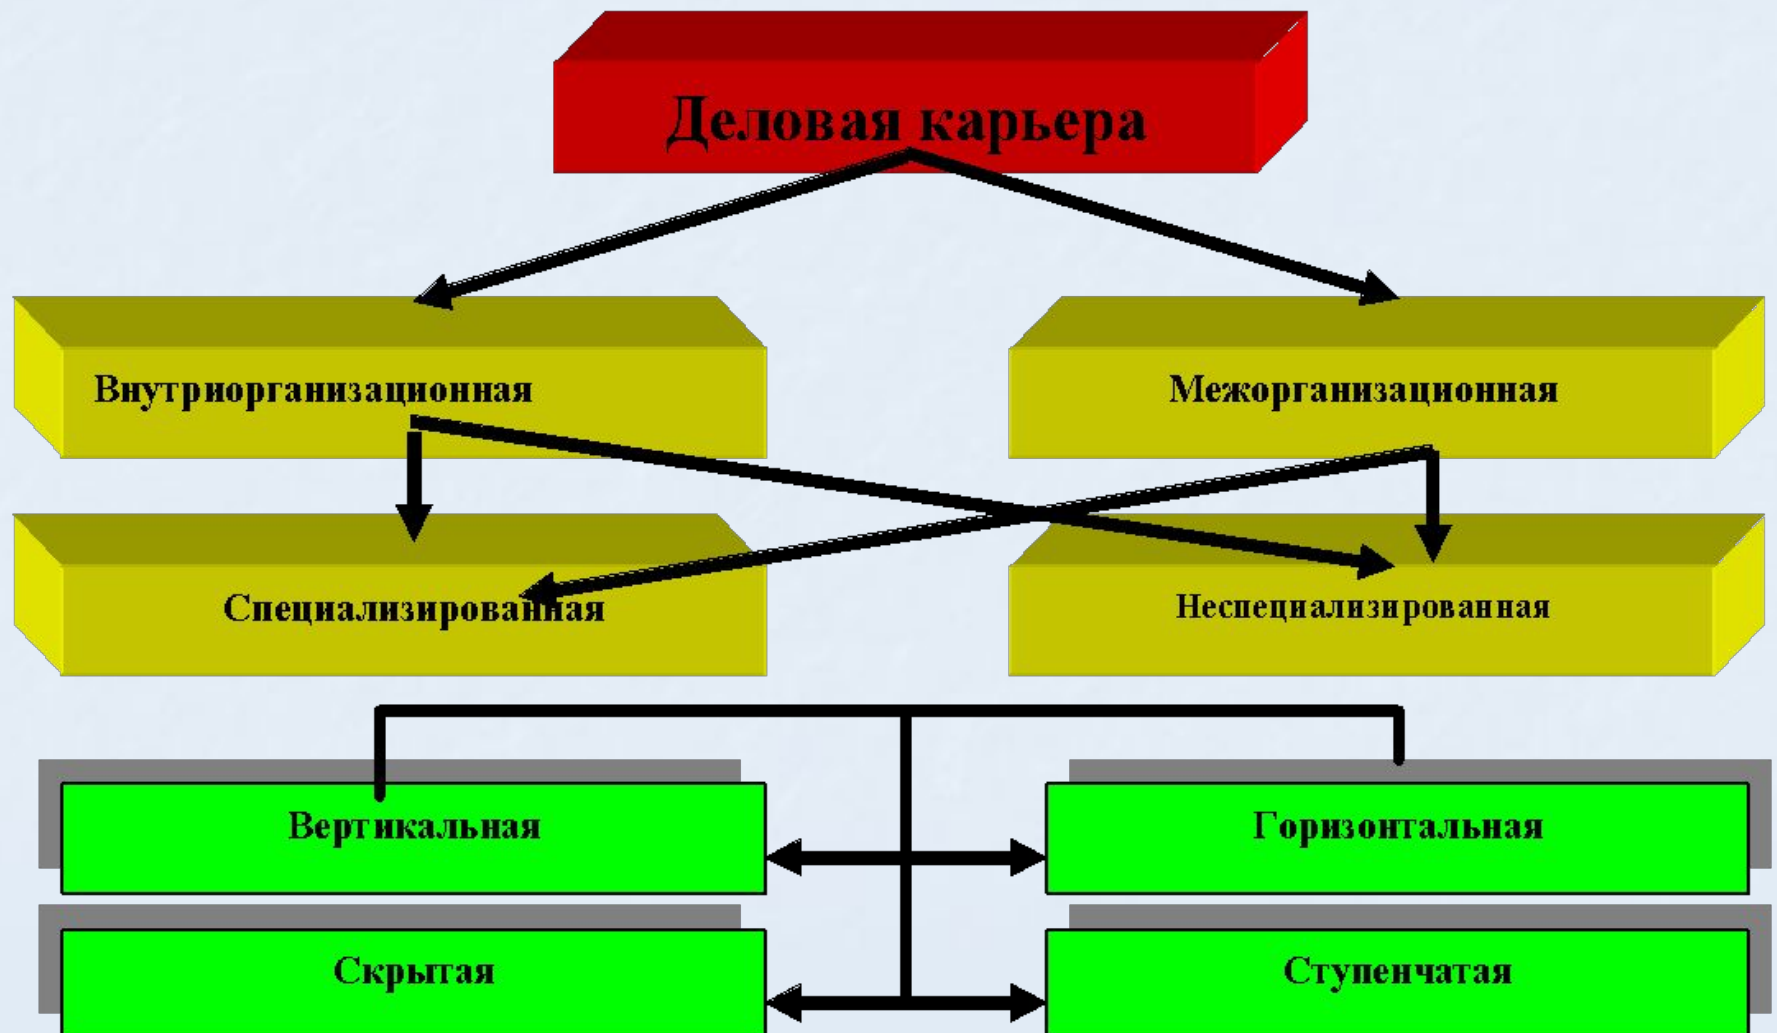 Деловая карьера
Внутриорганизационная
Межорганизационная
Специализированная
Неспециализированная
Вертикальная
Горизонтальная
Скрытая
Ступенчатая